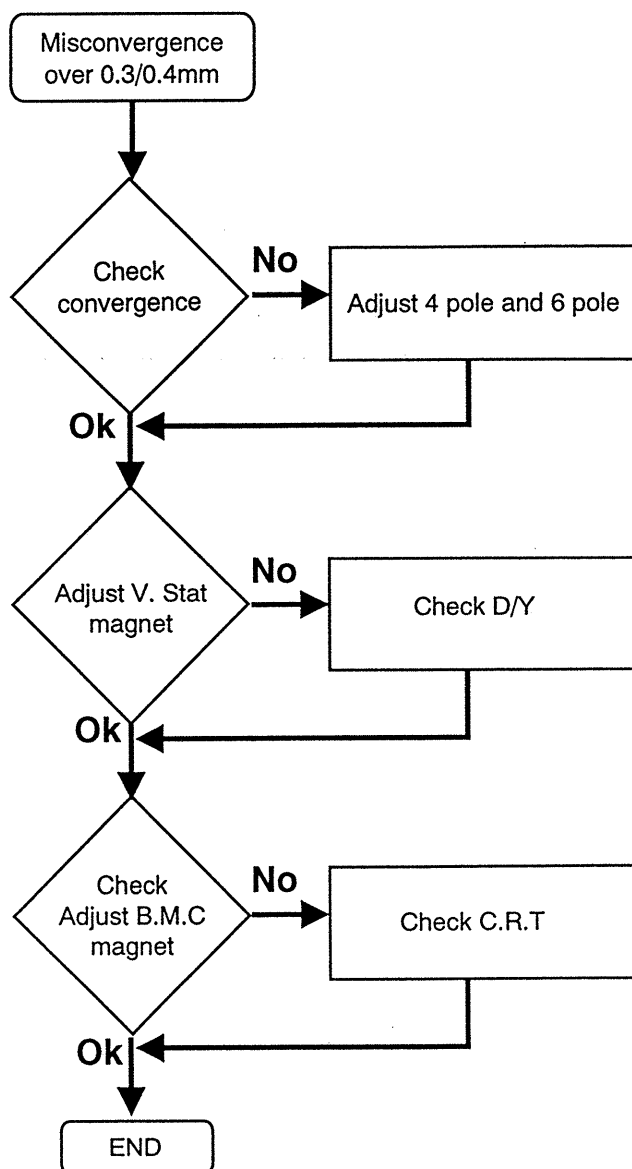 Misconvergence
over 0.3/0.4mm
Check
convergence
No
Adjust 4 pole and 6 pole
Ok
Adjust V. Stat
magnet
No
Check D/Y
Ok
Check
Adjust B.M.C
magnet
No
Check C.R.T
Ok
END